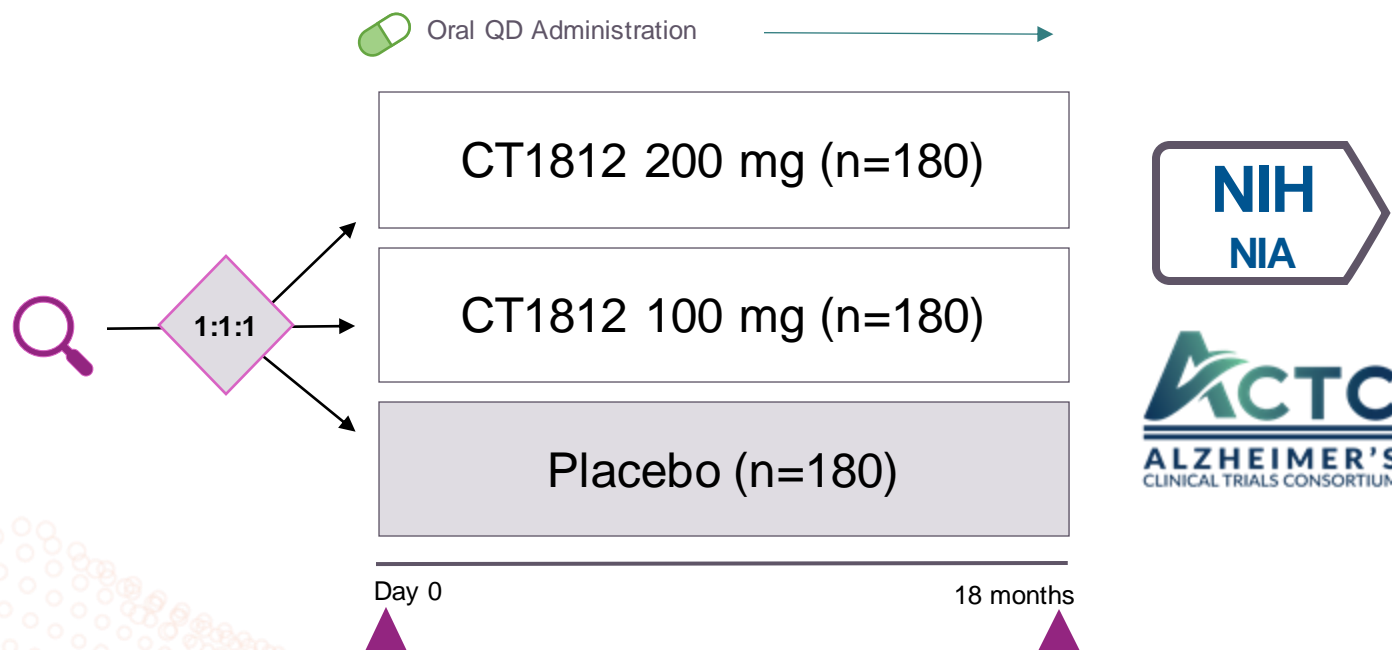 Oral QD Administration
CT1812 200 mg (n=180)
1:1:1
CT1812 100 mg (n=180)
Placebo (n=180)
Day 0
18 months
NIH
NIA
ACTC
ALZHEIMER'S
CLINICAL TRIALS CONSORTIUM